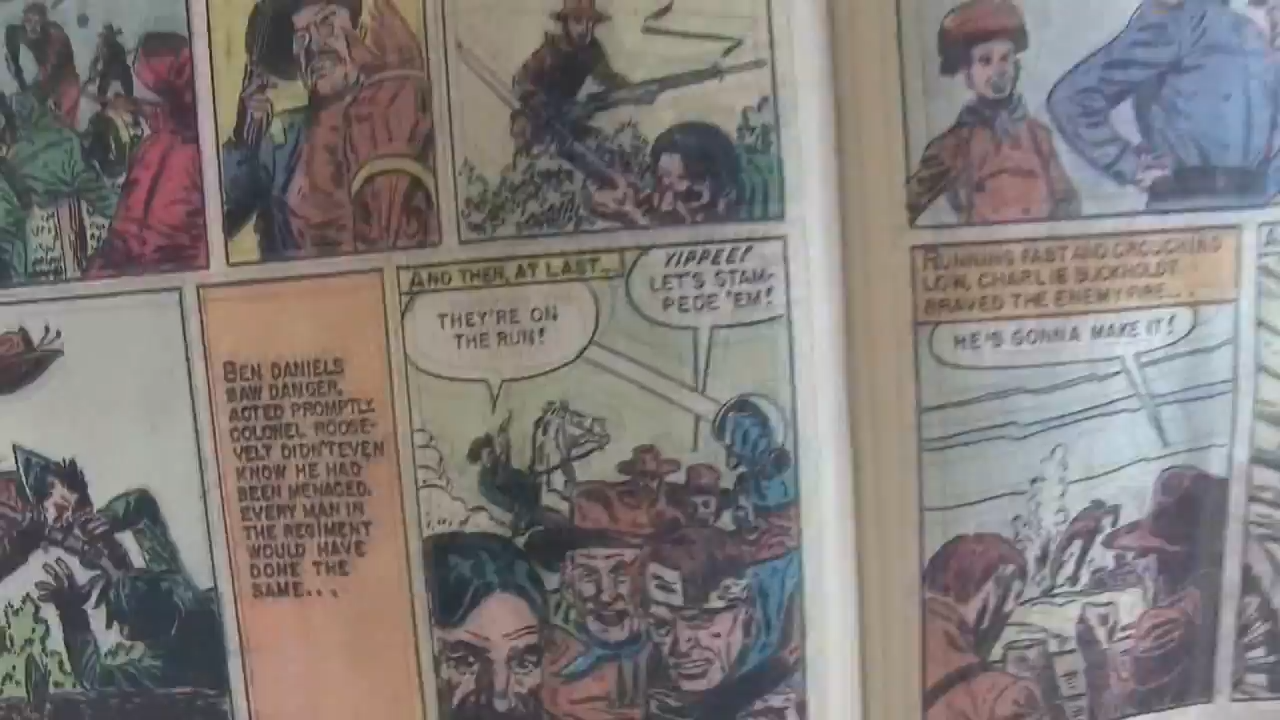 BEN DANIELS
SAW DANGER,
ACTED PROMPTLY.
COLONEL ROOSE-
VELT DIDN'T EVEN
KNOW HE HAD
BEEN MENACED.
EVERY MAN IN
THE REGIMENT
WOULD HAVE
DONE THE
SAME...
AND THEN, AT LAST...
THEY'RE ON
THE RUN!
YIPPEE!
LET'S STAM-
PEDE 'EM!
RUNNING FAST AND CROUCHING
LOW, CHARLIE BUCKHOLDT
BRAVED THE ENEMY FIRE...
HE'S GONNA MAKE IT!